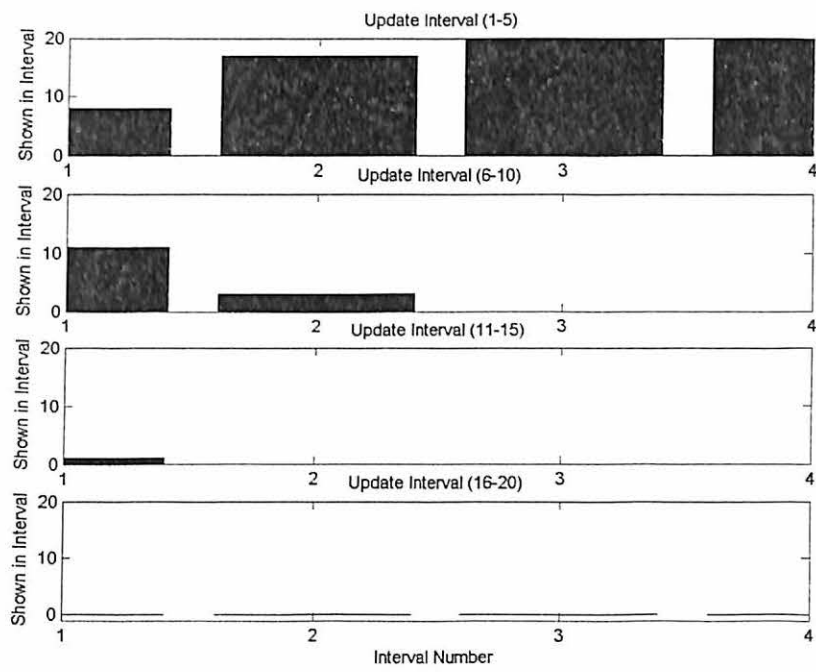 Update Interval (1-5)
20
10
0
Shown in Interval
1 2 3 4
Update Interval (6-10)
20
10
0
Shown in Interval
1 2 3 4
Update Interval (11-15)
20
10
0
Shown in Interval
1 2 3 4
Update Interval (16-20)
20
10
0
Shown in Interval
1 2 3 4
Interval Number